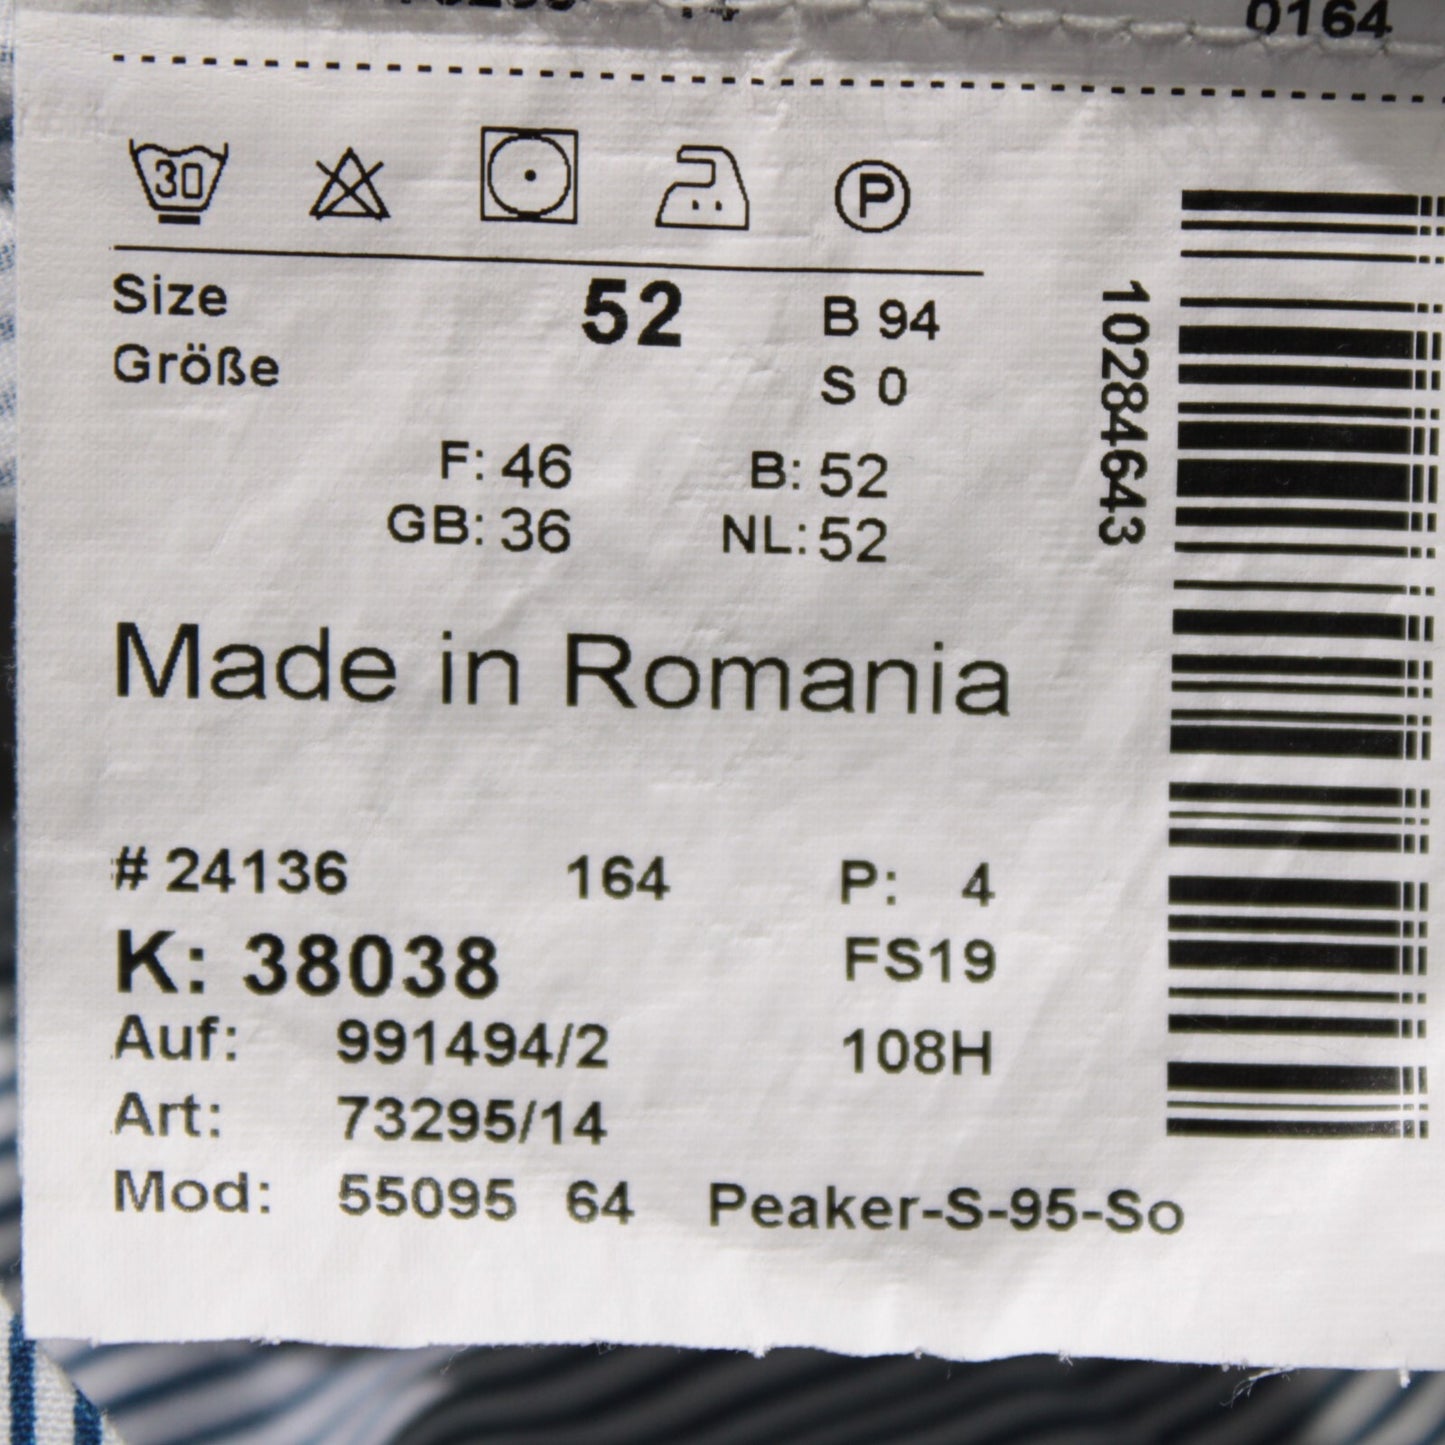 0164
30
P
Size 52 B 94
Größe S 0
F: 46 B: 52
GB: 36 NL: 52
Made in Romania
# 24136 164 P: 4
K: 38038 FS19
Auf: 991494/2 108H
Art: 73295/14
Mod: 55095 64 Peaker-S-95-So
10284643